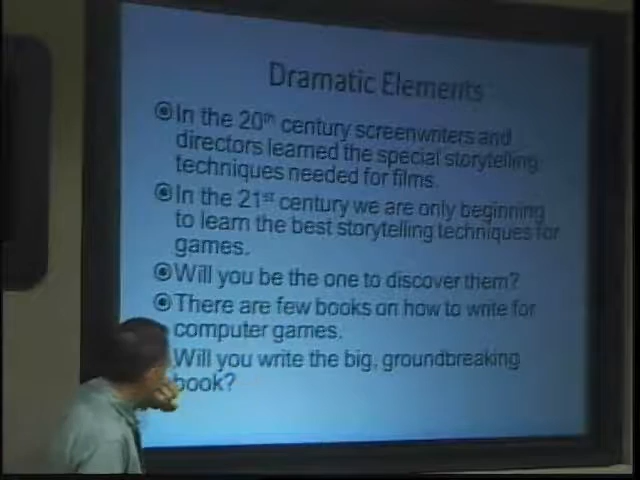 Dramatic Elements
In the 20th century screenwriters and
directors learned the special storytelling
techniques needed for films.
In the 21st century we are only beginning
to learn the best storytelling techniques for
games.
Will you be the one to discover them?
There are few books on how to write for
computer games.
Will you write the big, groundbreaking
book?